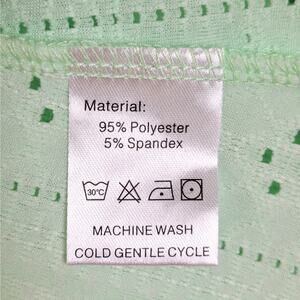 Material:
95% Polyester
5% Spandex
30°C
MACHINE WASH
COLD GENTLE CYCLE